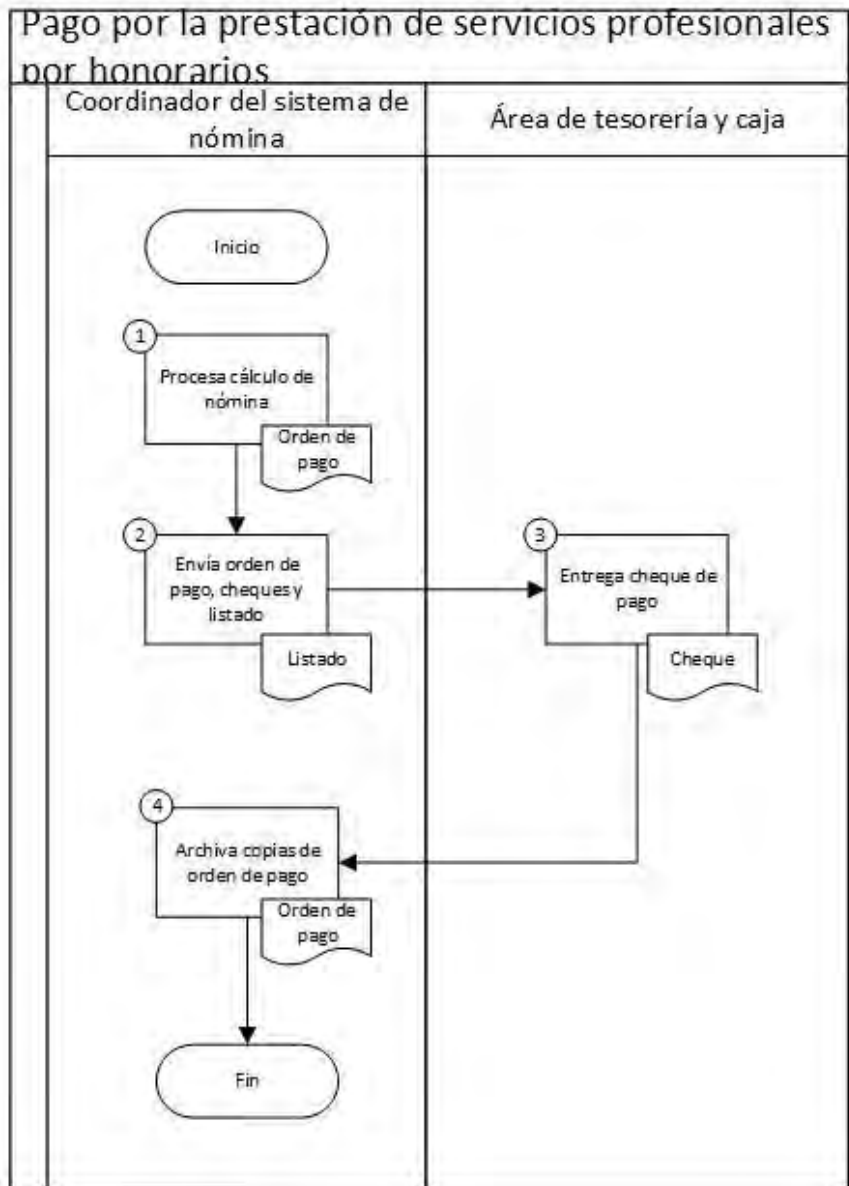 Pago por la prestación de servicios profesionales
por honorarios
Coordinador del sistema de
nómina
Área de tesorería y caja
Inicio
1
Procesa cálculo de
nómina
Orden de
pago
2
Envía orden de
pago, cheques y
listado
Listado
3
Entrega cheque de
pago
Cheque
4
Archiva copias de
orden de pago
Orden de
pago
Fin